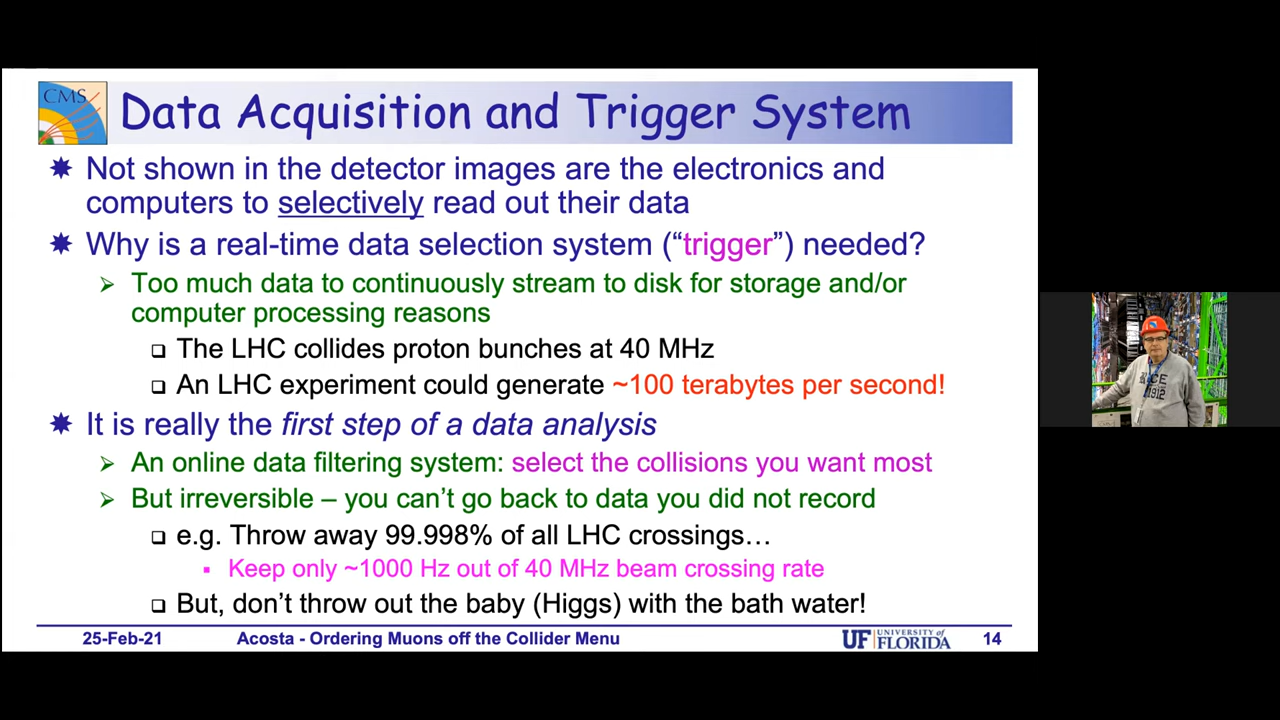 CMS
Data Acquisition and Trigger System
Not shown in the detector images are the electronics and
computers to selectively read out their data
Why is a real-time data selection system (“trigger”) needed?
Too much data to continuously stream to disk for storage and/or
computer processing reasons
The LHC collides proton bunches at 40 MHz
An LHC experiment could generate ~100 terabytes per second!
It is really the first step of a data analysis
An online data filtering system: select the collisions you want most
But irreversible – you can’t go back to data you did not record
e.g. Throw away 99.998% of all LHC crossings…
Keep only ~1000 Hz out of 40 MHz beam crossing rate
But, don’t throw out the baby (Higgs) with the bath water!
25-Feb-21
Acosta - Ordering Muons off the Collider Menu
UF UNIVERSITY of
FLORIDA
14